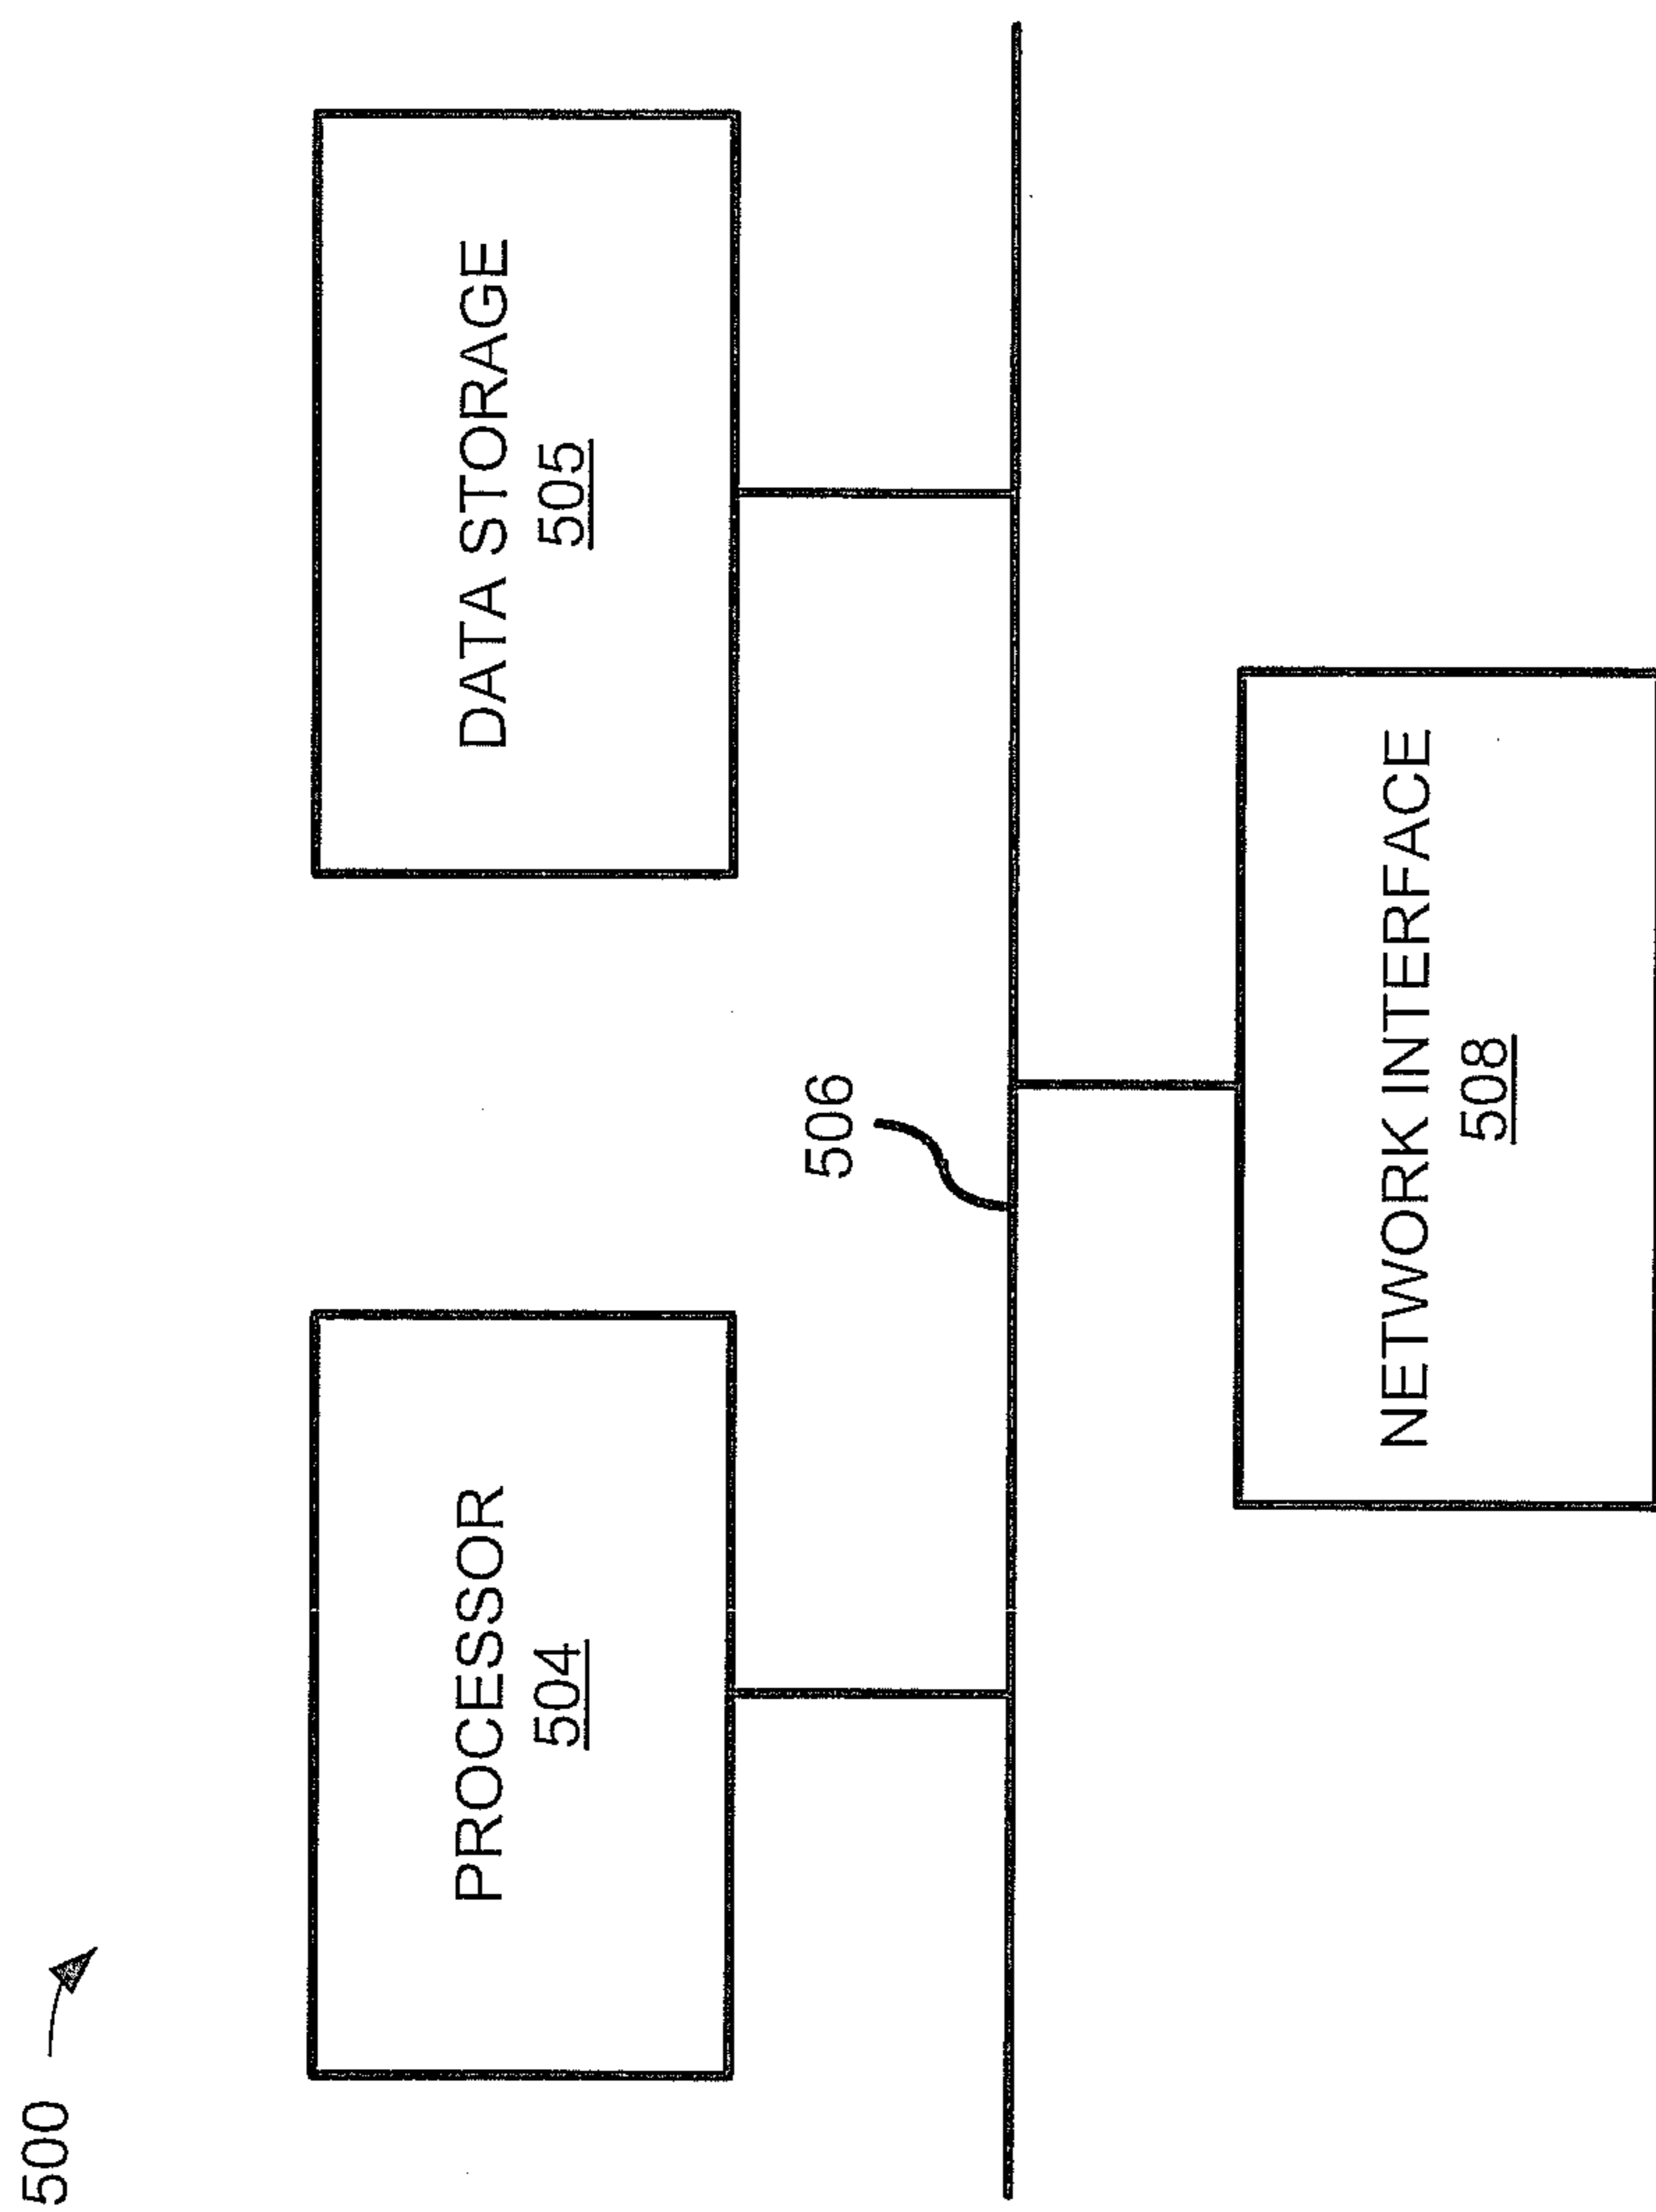 500
PROCESSOR
504
DATA STORAGE
505
506
NETWORK INTERFACE
508